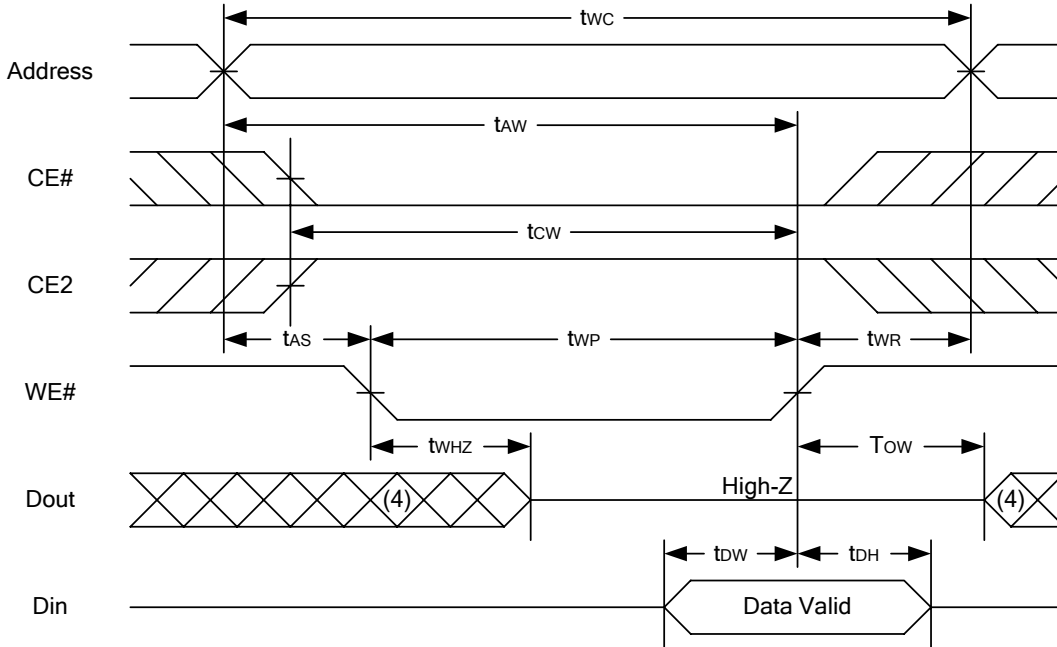 tWC
Address
tAW
CE#
tCW
CE2
tAS tWP tWR
WE#
tWHZ TOW
Dout (4) High-Z (4)
tDW tDH
Din Data Valid